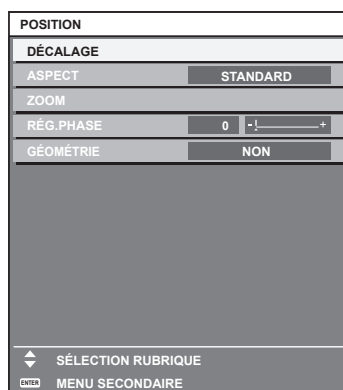 POSITION
DÉCALAGE
ASPECT STANDARD
ZOOM
RÉG.PHASE 0 - +
GÉOMÉTRIE NON
SÉLECTION RUBRIQUE
ENTER MENU SECONDAIRE